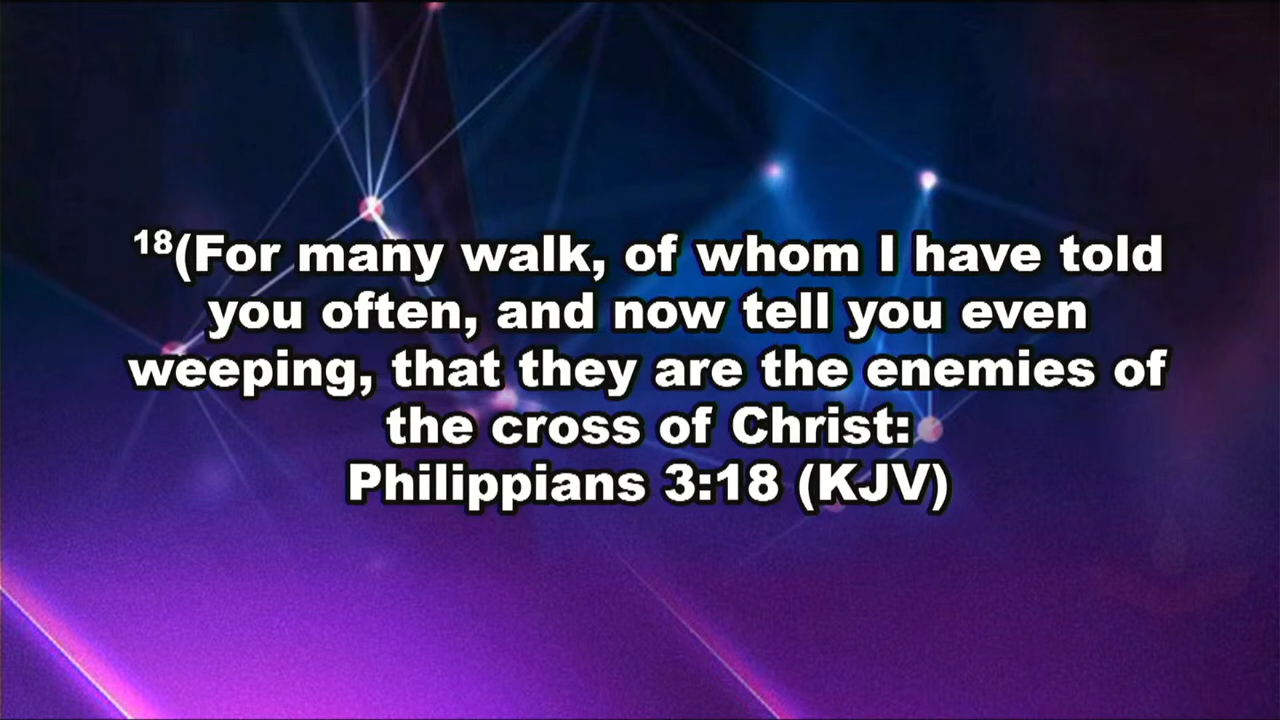 18(For many walk, of whom I have told
you often, and now tell you even
weeping, that they are the enemies of
the cross of Christ:
Philippians 3:18 (KJV)